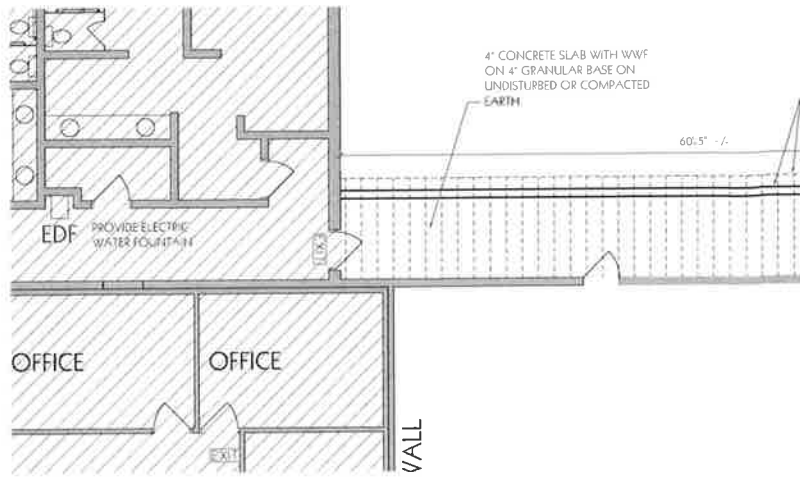 4" CONCRETE SLAB WITH WWF
ON 4" GRANULAR BASE ON
UNDISTURBED OR COMPACTED
EARTH
60'-5" +/-
EDF
PROVIDE ELECTRIC
WATER FOUNTAIN
OFFICE
OFFICE
EXIT